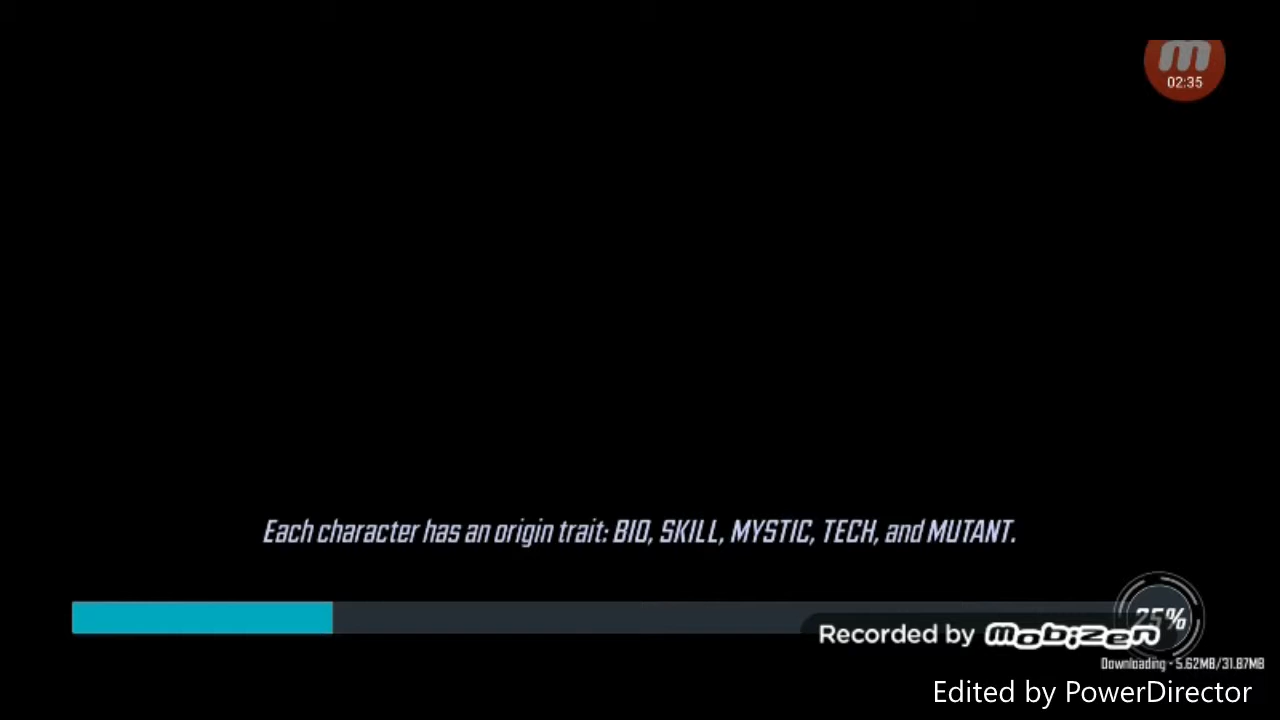 m
02:35
Each character has an origin trait: BIO, SKILL, MYSTIC, TECH, and MUTANT.
25%
Recorded by mobizen
Downloading - 5.62MB/31.87MB
Edited by PowerDirector